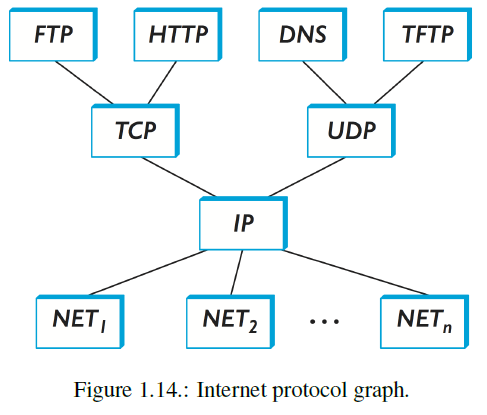 FTP HTTP DNS TFTP
TCP UDP
IP
NET₁ NET₂ ... NETₙ
Figure 1.14.: Internet protocol graph.